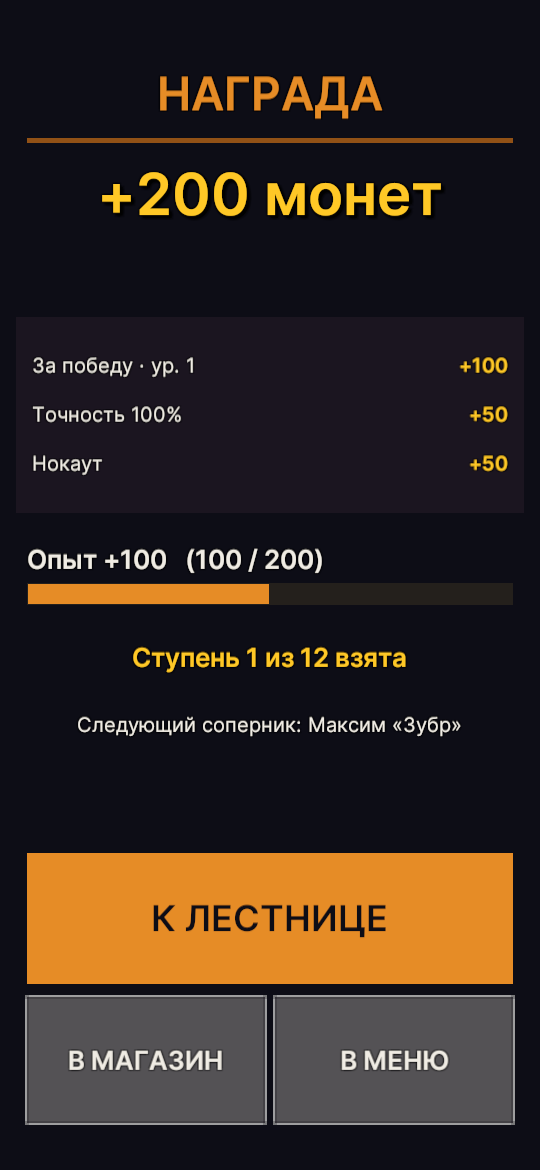 НАГРАДА
+200 монет
За победу · ур. 1 +100
Точность 100% +50
Нокаут +50
Опыт +100 (100 / 200)
Ступень 1 из 12 взята
Следующий соперник: Максим «Зубр»
К ЛЕСТНИЦЕ
В МАГАЗИН В МЕНЮ